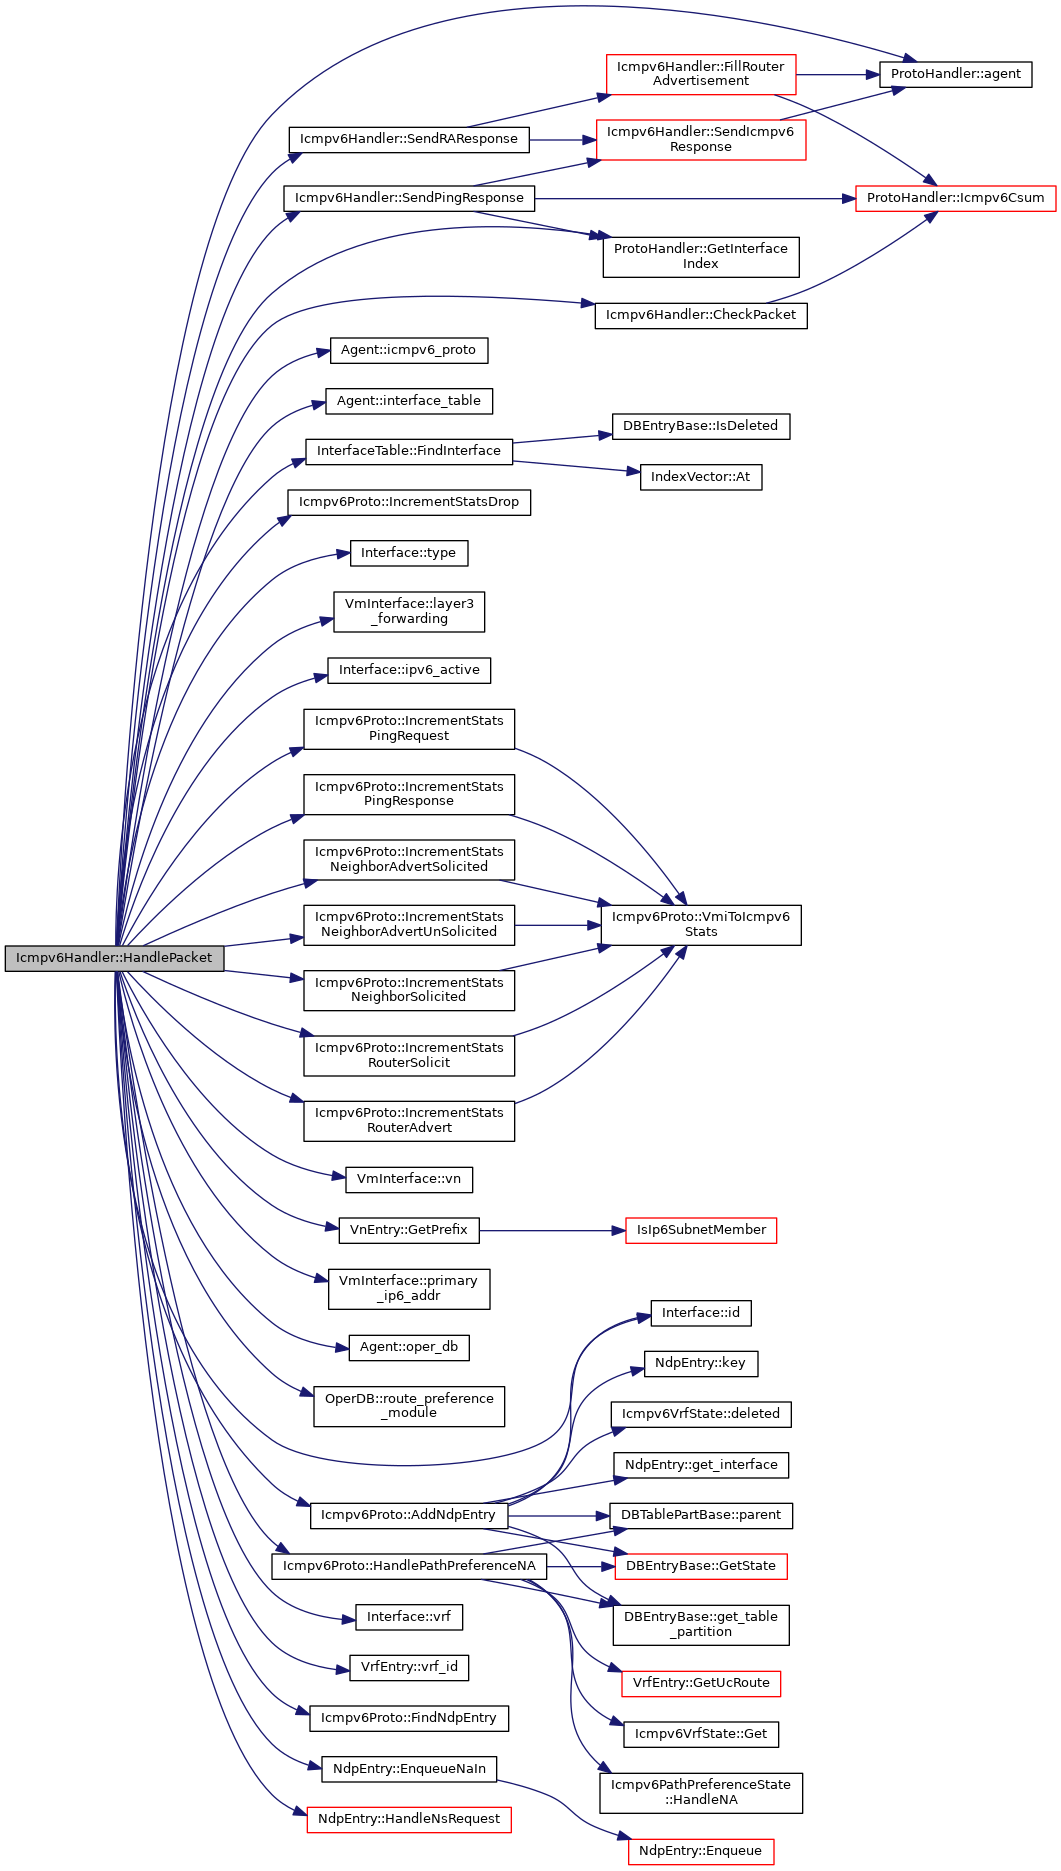 Icmpv6Handler::HandlePacket
Icmpv6Handler::SendRAResponse
Icmpv6Handler::SendPingResponse
Icmpv6Handler::FillRouter
Advertisement
Icmpv6Handler::SendIcmpv6
Response
ProtoHandler::agent
ProtoHandler::Icmpv6Csum
ProtoHandler::GetInterface
Index
Icmpv6Handler::CheckPacket
Agent::icmpv6_proto
Agent::interface_table
InterfaceTable::FindInterface
DBEntryBase::IsDeleted
IndexVector::At
Icmpv6Proto::IncrementStatsDrop
Interface::type
VmInterface::layer3
_forwarding
Interface::ipv6_active
Icmpv6Proto::IncrementStats
PingRequest
Icmpv6Proto::IncrementStats
PingResponse
Icmpv6Proto::IncrementStats
NeighborAdvertSolicited
Icmpv6Proto::IncrementStats
NeighborAdvertUnSolicited
Icmpv6Proto::IncrementStats
NeighborSolicited
Icmpv6Proto::IncrementStats
RouterSolicit
Icmpv6Proto::IncrementStats
RouterAdvert
Icmpv6Proto::VmiToIcmpv6
Stats
VmInterface::vn
VnEntry::GetPrefix
IsIp6SubnetMember
VmInterface::primary
_ip6_addr
Agent::oper_db
OperDB::route_preference
_module
Interface::id
NdpEntry::key
Icmpv6VrfState::deleted
NdpEntry::get_interface
Icmpv6Proto::AddNdpEntry
DBTablePartBase::parent
Icmpv6Proto::HandlePathPreferenceNA
DBEntryBase::GetState
DBEntryBase::get_table
_partition
Interface::vrf
VrfEntry::vrf_id
VrfEntry::GetUcRoute
Icmpv6Proto::FindNdpEntry
Icmpv6VrfState::Get
NdpEntry::EnqueueNaIn
Icmpv6PathPreferenceState
::HandleNA
NdpEntry::HandleNsRequest
NdpEntry::Enqueue